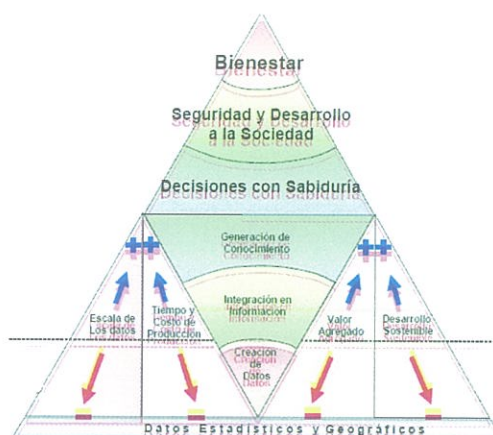 Bienestar
Seguridad y Desarrollo
a la Sociedad
Decisiones con Sabiduría
Generación de
Conocimiento
Integración en
Información
Creación
de
Datos
Escala de
Los datos
Tiempo y
Costo de
Producción
Valor
Agregado
Desarrollo
Sostenible
Datos Estadísticos y Geográficos